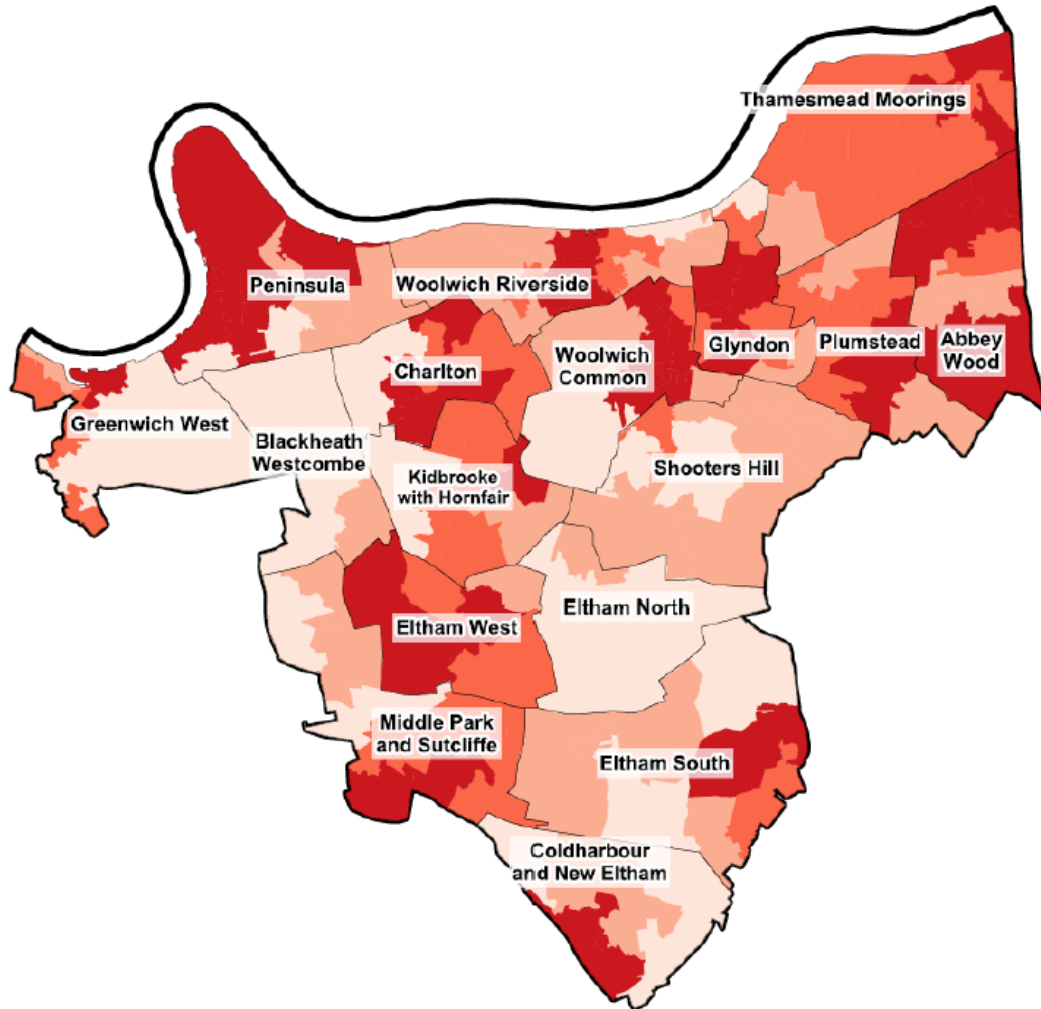 Thamesmead Moorings
Peninsula
Woolwich Riverside
Glyndon
Plumstead
Abbey
Wood
Charlton
Woolwich
Common
Greenwich West
Blackheath
Westcombe
Kidbrooke
with Hornfair
Shooters Hill
Eltham North
Eltham West
Middle Park
and Sutcliffe
Eltham South
Coldharbour
and New Eltham